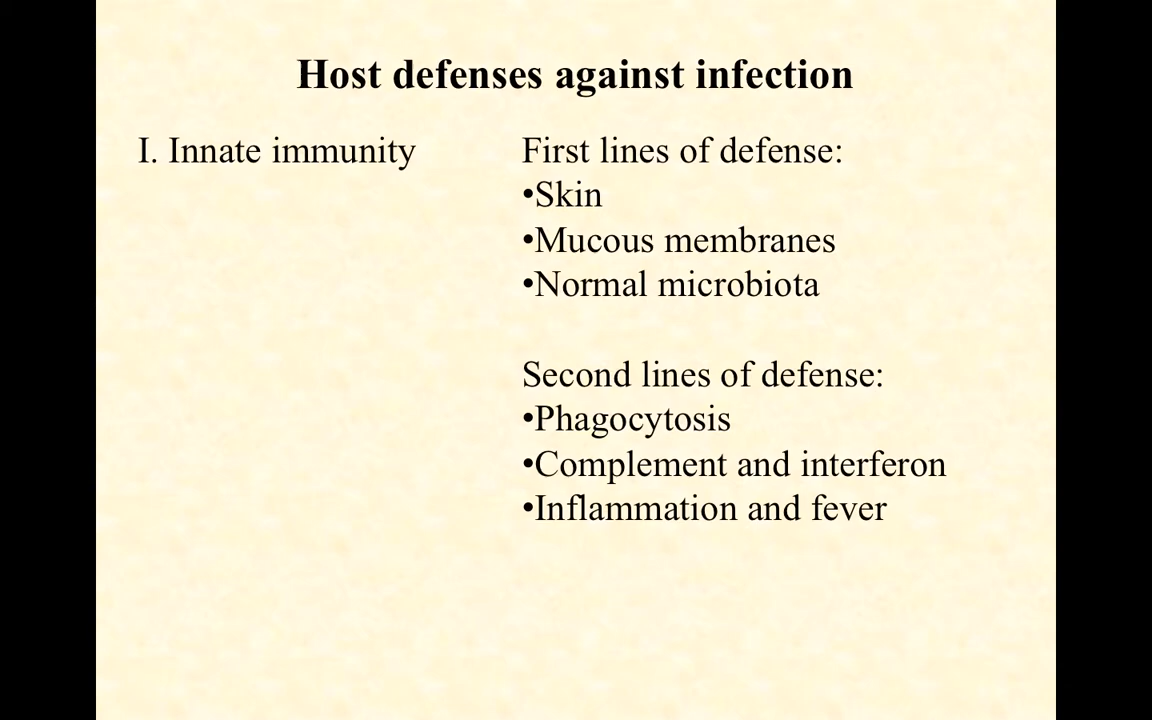 Host defenses against infection
I. Innate immunity
First lines of defense:
•Skin
•Mucous membranes
•Normal microbiota
Second lines of defense:
•Phagocytosis
•Complement and interferon
•Inflammation and fever